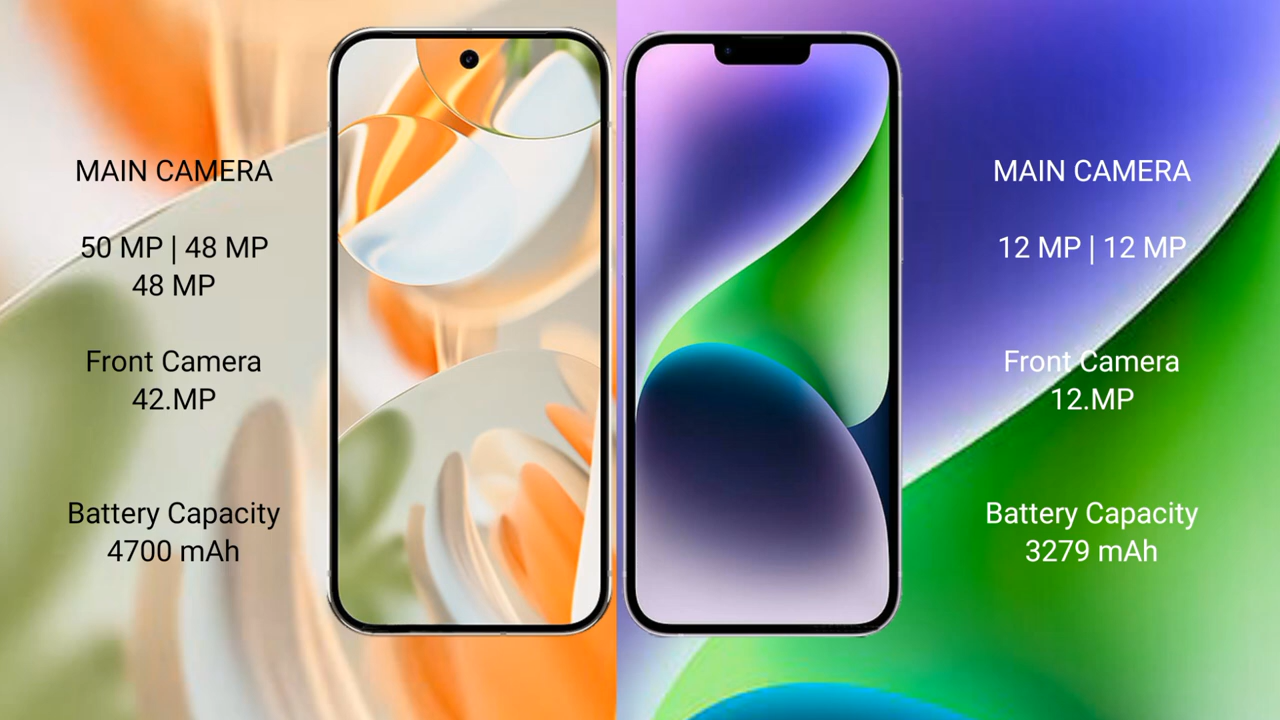 MAIN CAMERA
50 MP | 48 MP
48 MP
Front Camera
42.MP
Battery Capacity
4700 mAh
MAIN CAMERA
12 MP | 12 MP
Front Camera
12.MP
Battery Capacity
3279 mAh